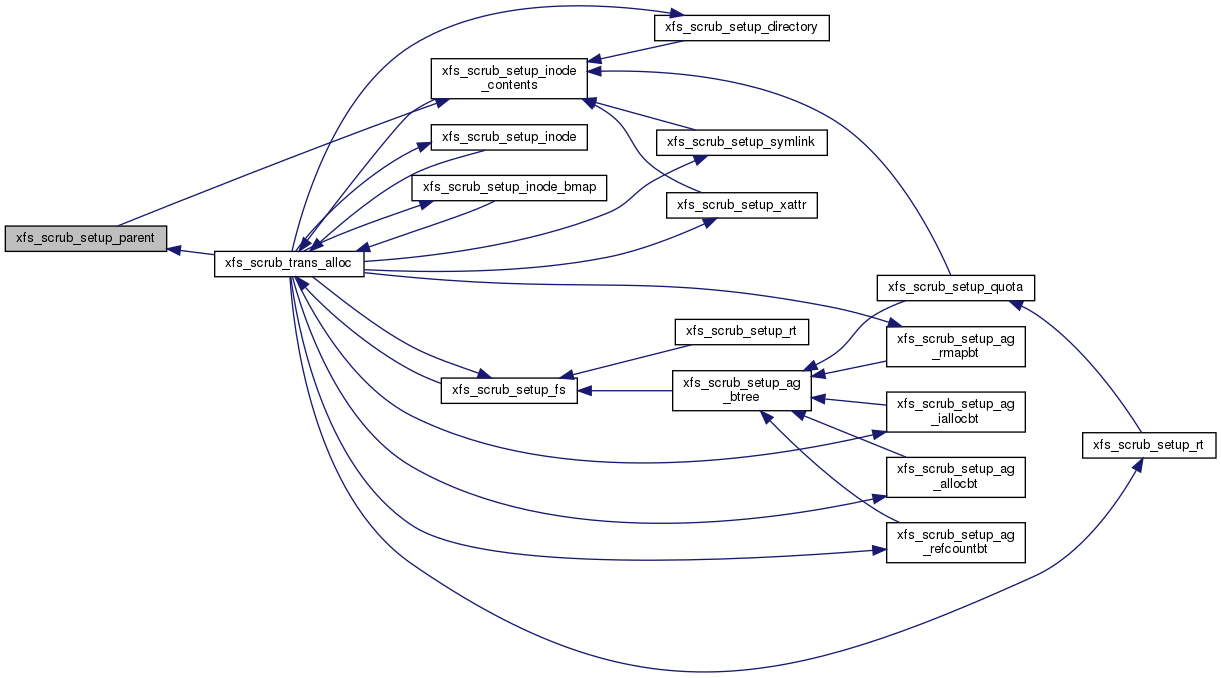 xfs_scrub_setup_directory
xfs_scrub_setup_inode
_contents
xfs_scrub_setup_inode
xfs_scrub_setup_symlink
xfs_scrub_setup_inode_bmap
xfs_scrub_setup_xattr
xfs_scrub_setup_parent
xfs_scrub_trans_alloc
xfs_scrub_setup_quota
xfs_scrub_setup_rt
xfs_scrub_setup_ag
_rmapbt
xfs_scrub_setup_fs
xfs_scrub_setup_ag
_btree
xfs_scrub_setup_ag
_iallocbt
xfs_scrub_setup_rt
xfs_scrub_setup_ag
_allocbt
xfs_scrub_setup_ag
_refcountbt